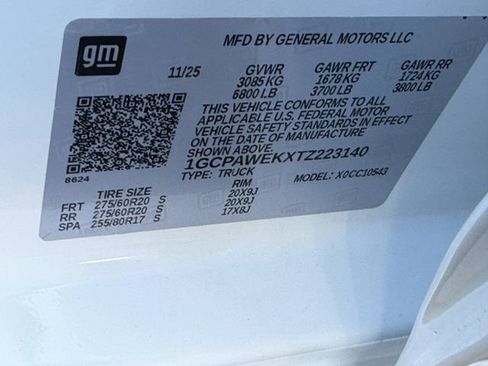 gm
MFD BY GENERAL MOTORS LLC
11/25 GVWR GAWR FRT GAWR RR
3085 KG 1678 KG 1724 KG
6800 LB 3700 LB 3800 LB
THIS VEHICLE CONFORMS TO ALL
APPLICABLE U.S. FEDERAL MOTOR
VEHICLE SAFETY STANDARDS IN EFFECT
ON THE DATE OF MANUFACTURE
1GCPAWEKXTZ223140
8624
TYPE: TRUCK MODEL: X0CC10543
TIRE SIZE RIM
FRT 275/60R20 S 20X9J
RR 275/60R20 S 20X9J
SPA 255/80R17 S 17X8J